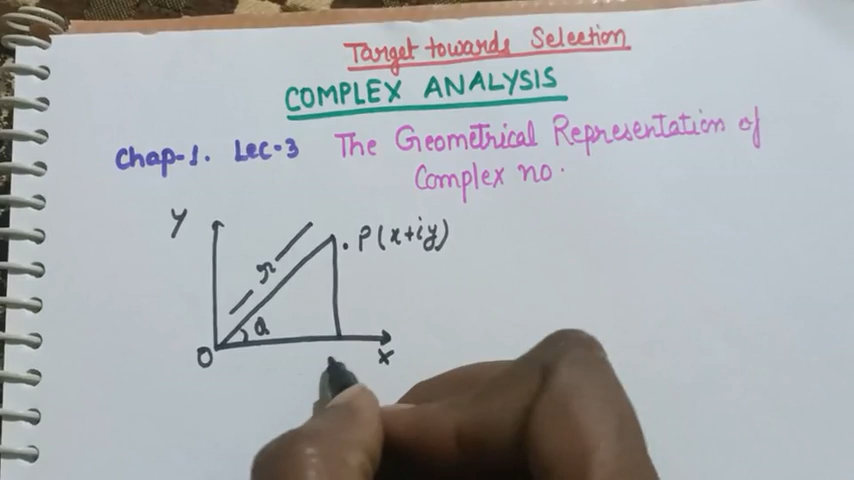 Target towards Selection
COMPLEX ANALYSIS
Chap-1. Lec-3 The Geometrical Representation of
Complex no.
Y
r
P(x+iy)
O
X